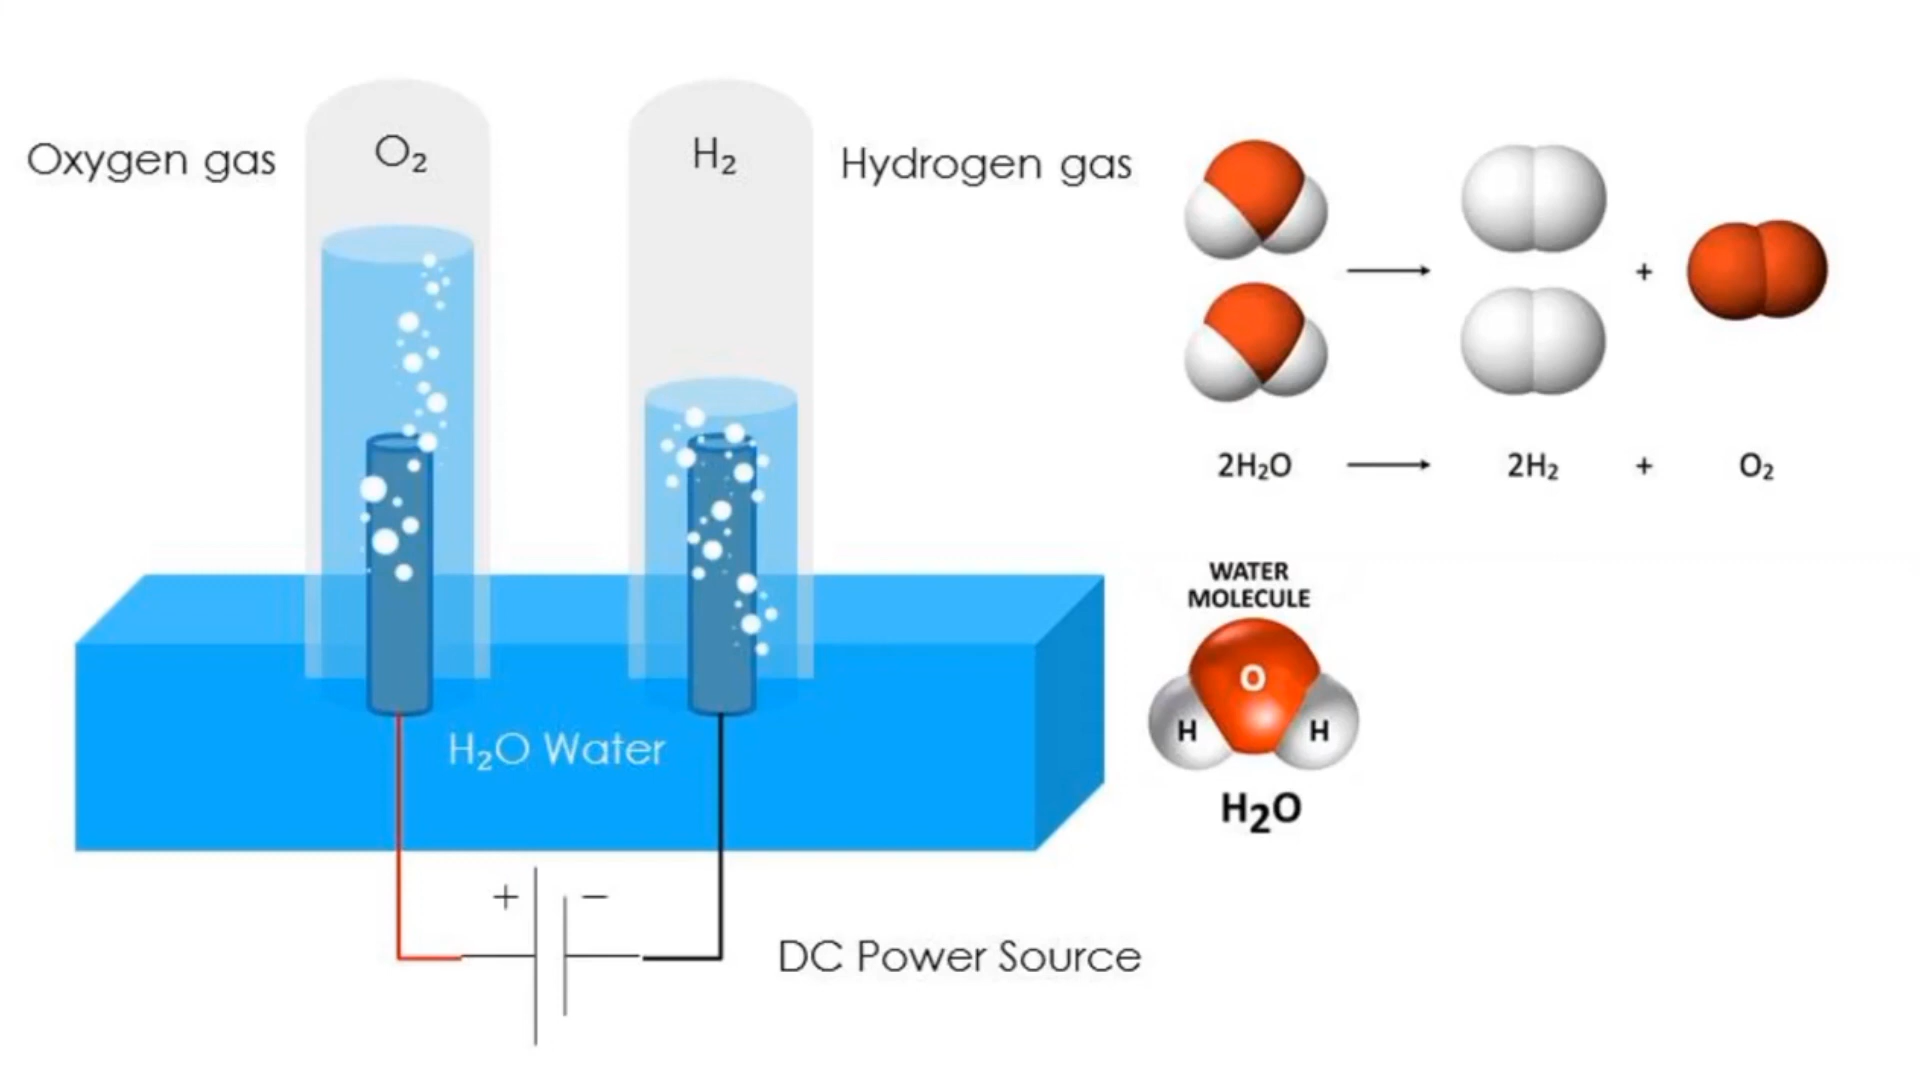 Oxygen gas
O₂
H₂
Hydrogen gas
+
2H₂O ⟶ 2H₂ + O₂
WATER
MOLECULE
O
H H
H₂O
H₂O Water
+ −
DC Power Source